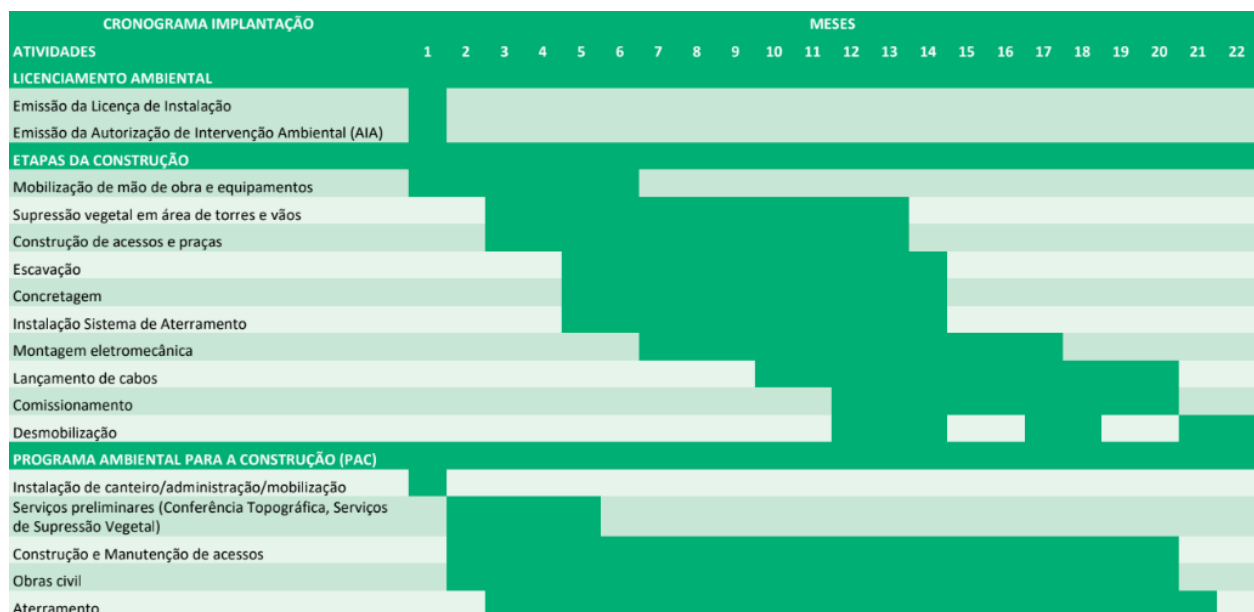 CRONOGRAMA IMPLANTAÇÃO MESES
ATIVIDADES 1 2 3 4 5 6 7 8 9 10 11 12 13 14 15 16 17 18 19 20 21 22
LICENCIAMENTO AMBIENTAL
Emissão da Licença de Instalação
Emissão da Autorização de Intervenção Ambiental (AIA)
ETAPAS DA CONSTRUÇÃO
Mobilização de mão de obra e equipamentos
Supressão vegetal em área de torres e vãos
Construção de acessos e praças
Escavação
Concretagem
Instalação Sistema de Aterramento
Montagem eletromecânica
Lançamento de cabos
Comissionamento
Desmobilização
PROGRAMA AMBIENTAL PARA A CONSTRUÇÃO (PAC)
Instalação de canteiro/administração/mobilização
Serviços preliminares (Conferência Topográfica, Serviços
de Supressão Vegetal)
Construção e Manutenção de acessos
Obras civil
Aterramento